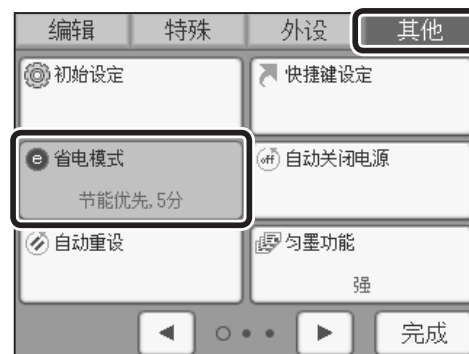 编辑 特殊 外设 其他
初始设定 快捷键设定
省电模式 自动关闭电源
节能优先, 5分
自动重设 匀墨功能
强
完成